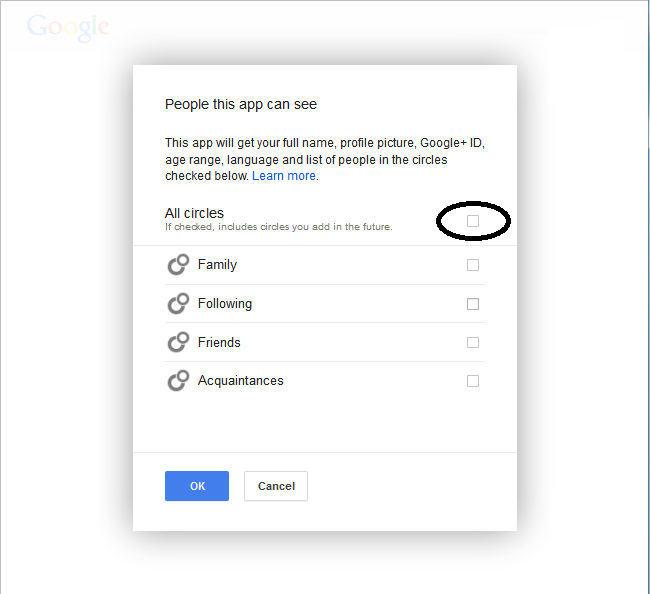 Google
People this app can see
This app will get your full name, profile picture, Google+ ID,
age range, language and list of people in the circles
checked below. Learn more.
All circles
If checked, includes circles you add in the future.
Family
Following
Friends
Acquaintances
OK
Cancel